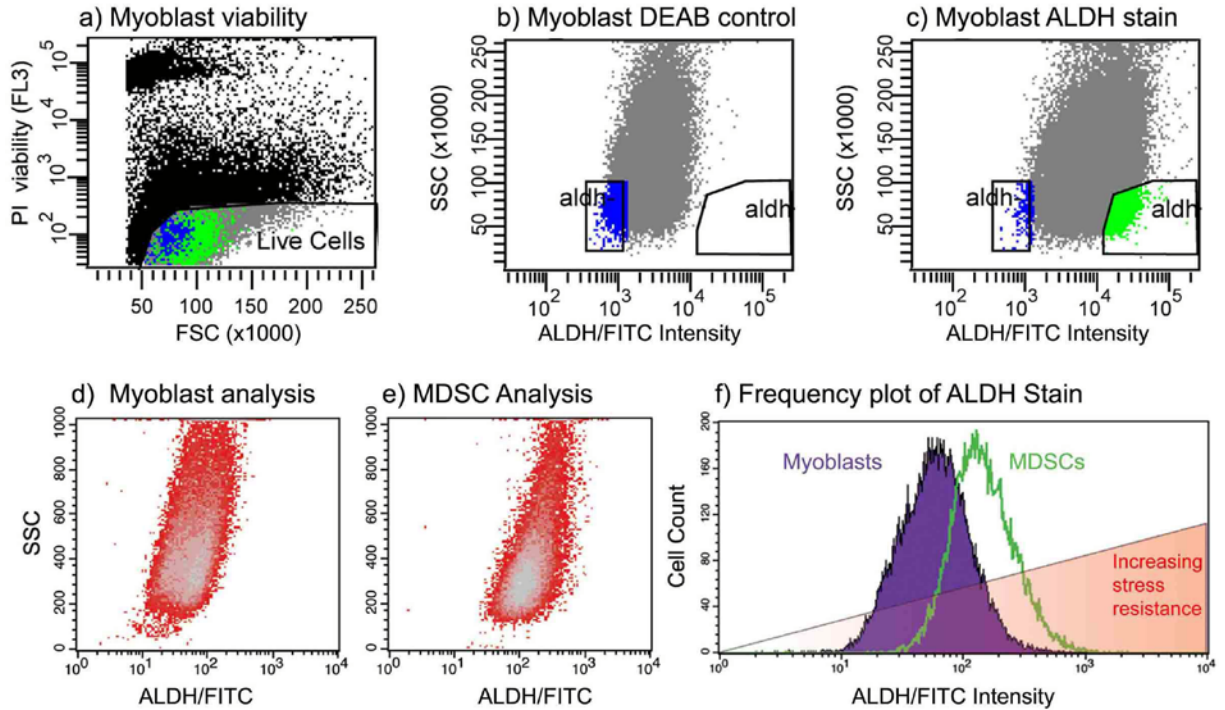 a) Myoblast viability
PI viability (FL3)
10^5
10^4
10^3
10^2
Live Cells
50 100 150 200 250
FSC (x1000)
b) Myoblast DEAB control
SSC (x1000)
250
200
150
100
50
aldh-
aldh
10^2 10^3 10^4 10^5
ALDH/FITC Intensity
c) Myoblast ALDH stain
SSC (x1000)
250
200
150
100
50
aldh-
aldh
10^2 10^3 10^4 10^5
ALDH/FITC Intensity
d) Myoblast analysis
SSC
1000
800
600
400
200
0
10^0 10^1 10^2 10^3 10^4
ALDH/FITC
e) MDSC Analysis
1000
800
600
400
200
0
10^0 10^1 10^2 10^3 10^4
ALDH/FITC
f) Frequency plot of ALDH Stain
Cell Count
200
160
120
80
40
0
Myoblasts
MDSCs
Increasing
stress
resistance
10^0 10^1 10^2 10^3 10^4
ALDH/FITC Intensity